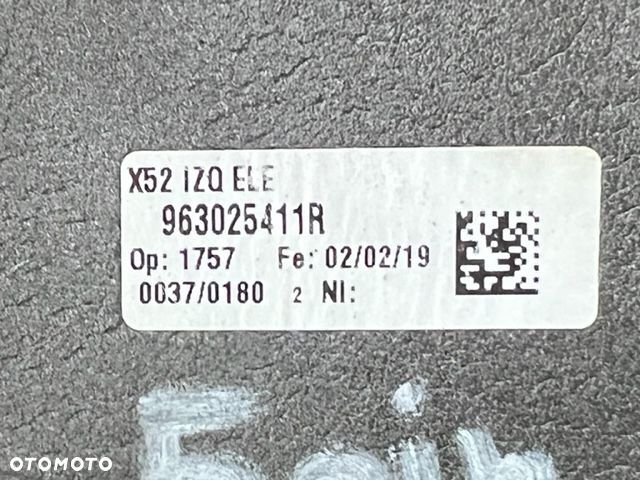 X52 IZQ ELE
963025411R
Op: 1757 Fe: 02/02/19
0037/0180 2 NI:
OTOMOTO